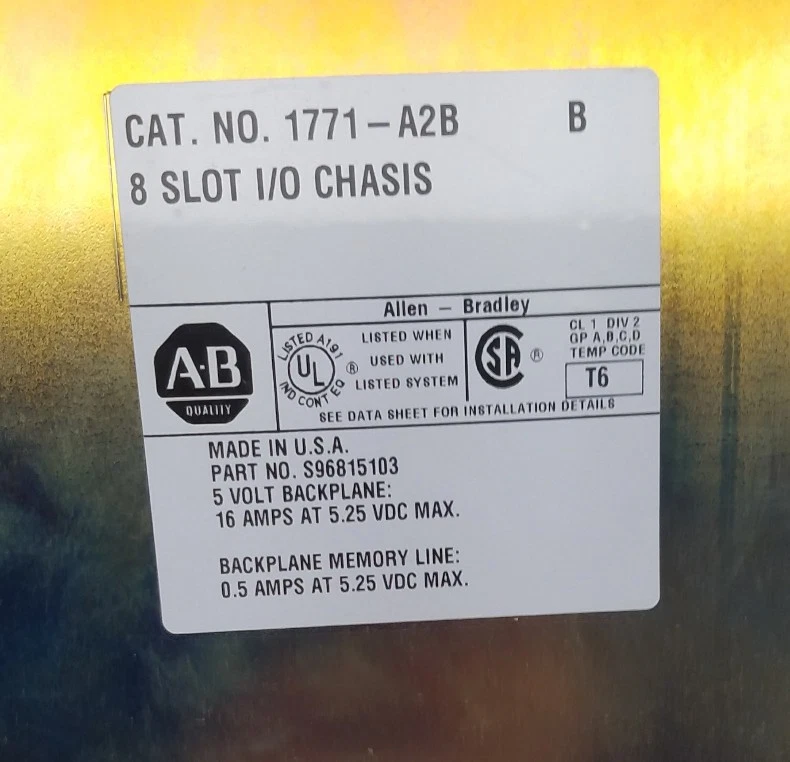 CAT. NO. 1771-A2B B
8 SLOT I/O CHASIS
Allen - Bradley
A·B
QUALITY
LISTED A191
UL
IND CONT EQ
®
LISTED WHEN
USED WITH
LISTED SYSTEM
SA
®
CL 1 DIV 2
GP A,B,C,D
TEMP CODE
T6
SEE DATA SHEET FOR INSTALLATION DETAILS
MADE IN U.S.A.
PART NO. S96815103
5 VOLT BACKPLANE:
16 AMPS AT 5.25 VDC MAX.
BACKPLANE MEMORY LINE:
0.5 AMPS AT 5.25 VDC MAX.